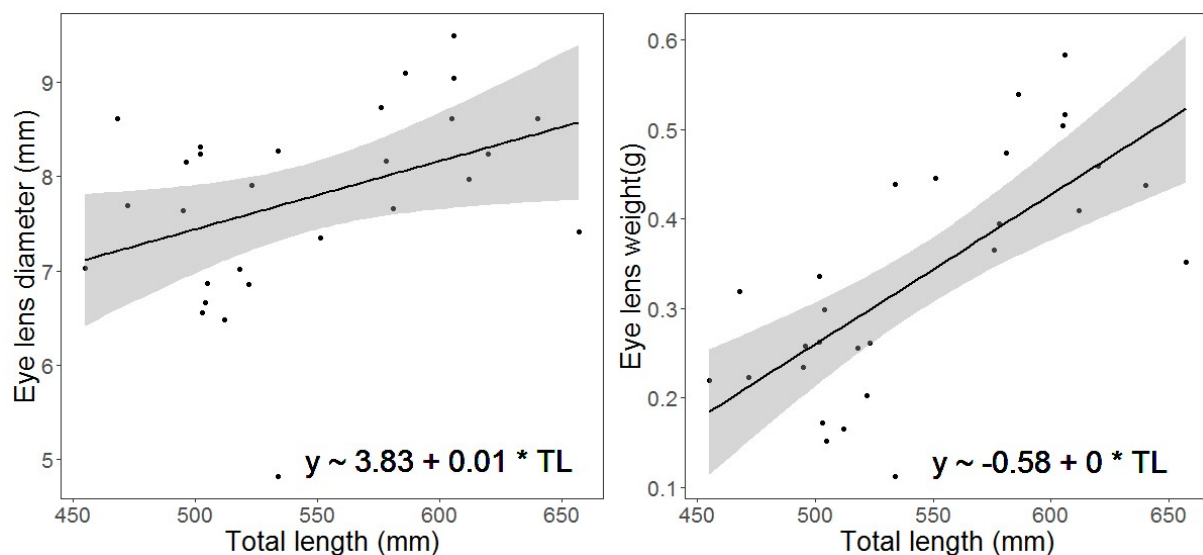 Eye lens diameter (mm)
9
8
7
6
5
y ~ 3.83 + 0.01 * TL
450 500 550 600 650
Total length (mm)
Eye lens weight(g)
0.6
0.5
0.4
0.3
0.2
0.1
y ~ -0.58 + 0 * TL
450 500 550 600 650
Total length (mm)